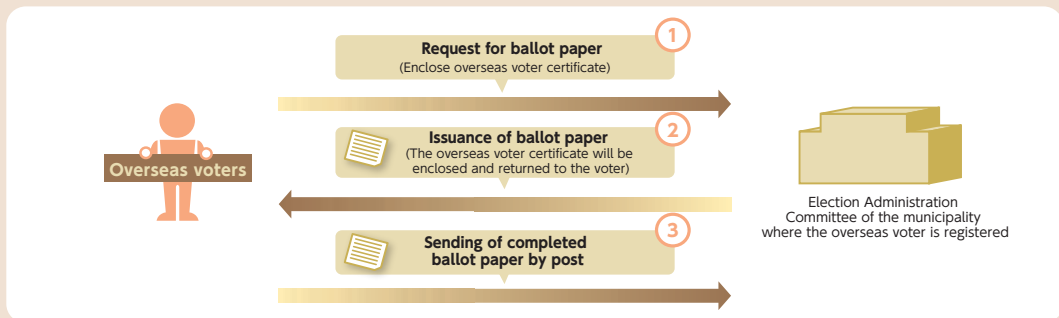 1
Request for ballot paper
(Enclose overseas voter certificate)
2
Issuance of ballot paper
(The overseas voter certificate will be
enclosed and returned to the voter)
Overseas voters
Election Administration
Committee of the municipality
where the overseas voter is registered
3
Sending of completed
ballot paper by post